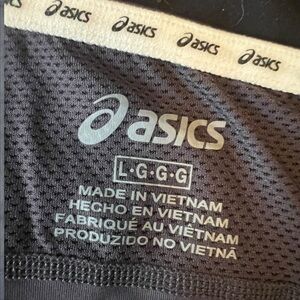 asics asics asics asics
asics
L·G·G·G
MADE IN VIETNAM
HECHO EN VIETNAM
FABRIQUÉ AU VIÊTNAM
PRODUZIDO NO VIETNÃ